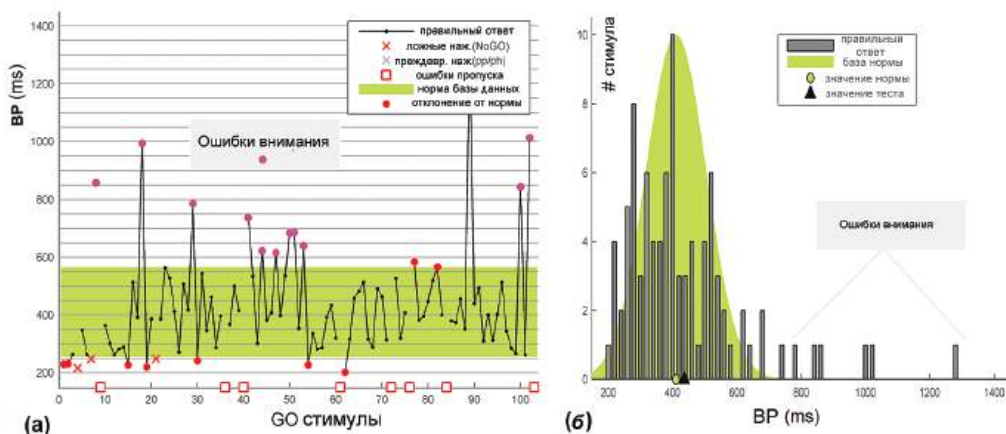 1400
1200
1000
800
600
400
200
BP (ms)
правильный ответ
ложные наж.(NoGO)
преждевр. наж.(pp/ph)
ошибки пропуска
норма базы данных
отклонение от нормы
Ошибки внимания
0 10 20 30 40 50 60 70 80 90 100
GO стимулы
(а)
10
8
6
4
2
0
# стимула
правильный
ответ
база нормы
значение нормы
значение теста
Ошибки внимания
200 400 600 800 1000 1200 1400
BP (ms)
(б)